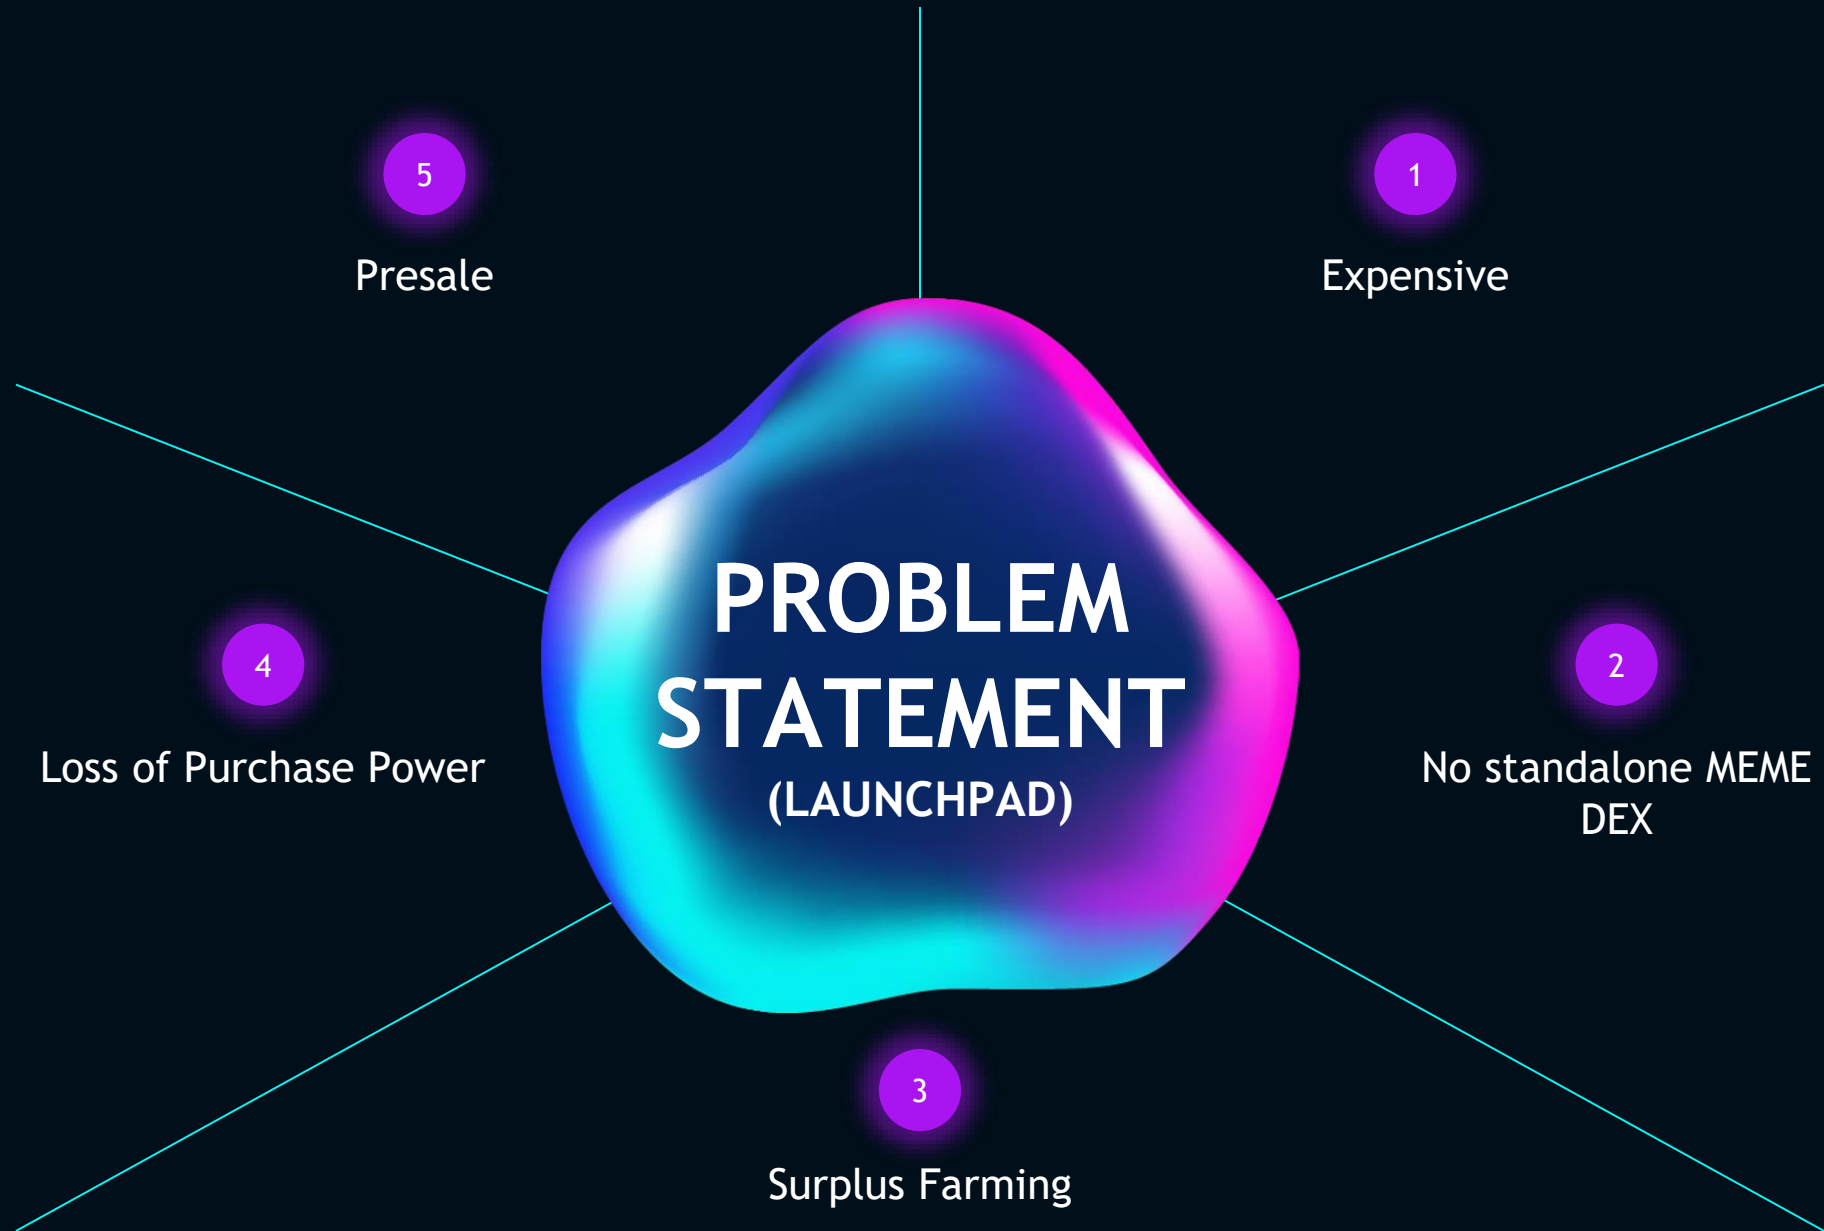 PROBLEM
STATEMENT
(LAUNCHPAD)
1
Expensive
2
No standalone MEME
DEX
3
Surplus Farming
4
Loss of Purchase Power
5
Presale